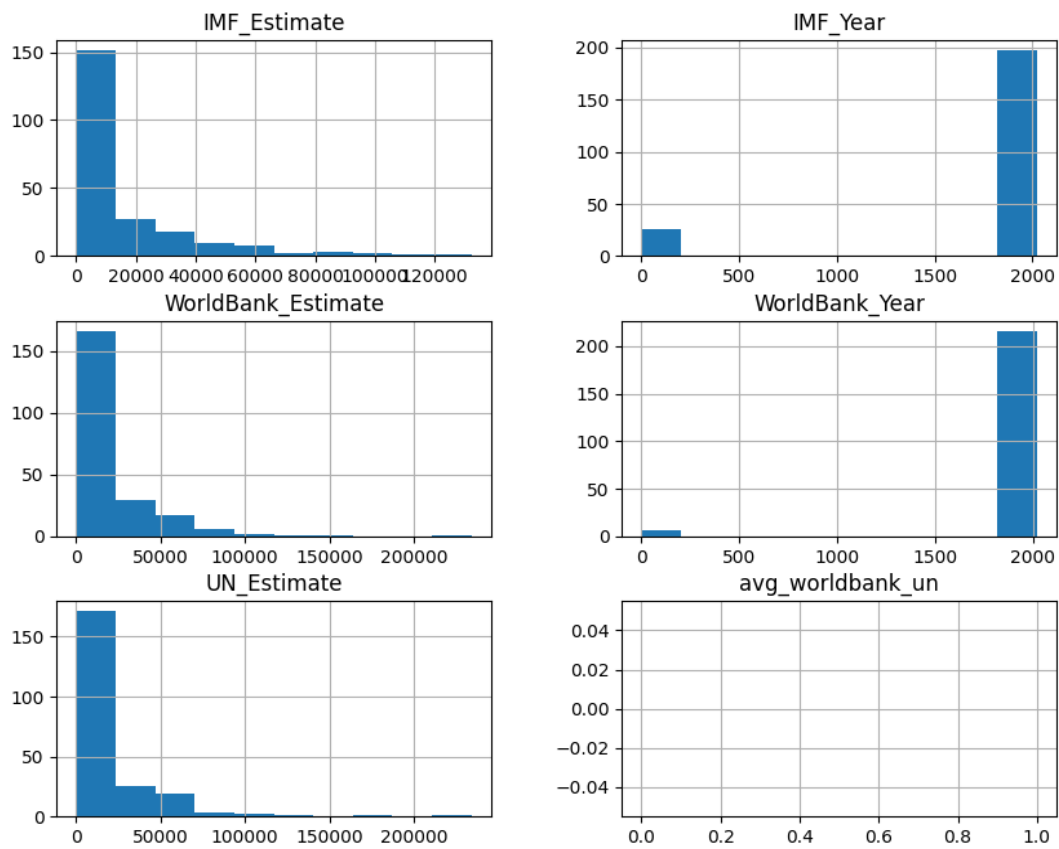 IMF_Estimate
150
100
50
0
0 20000 40000 60000 80000 100000 120000
IMF_Year
200
150
100
50
0
0 500 1000 1500 2000
WorldBank_Estimate
150
100
50
0
0 50000 100000 150000 200000
WorldBank_Year
200
150
100
50
0
0 500 1000 1500 2000
UN_Estimate
150
100
50
0
0 50000 100000 150000 200000
avg_worldbank_un
0.04
0.02
0.00
−0.02
−0.04
0.0 0.2 0.4 0.6 0.8 1.0